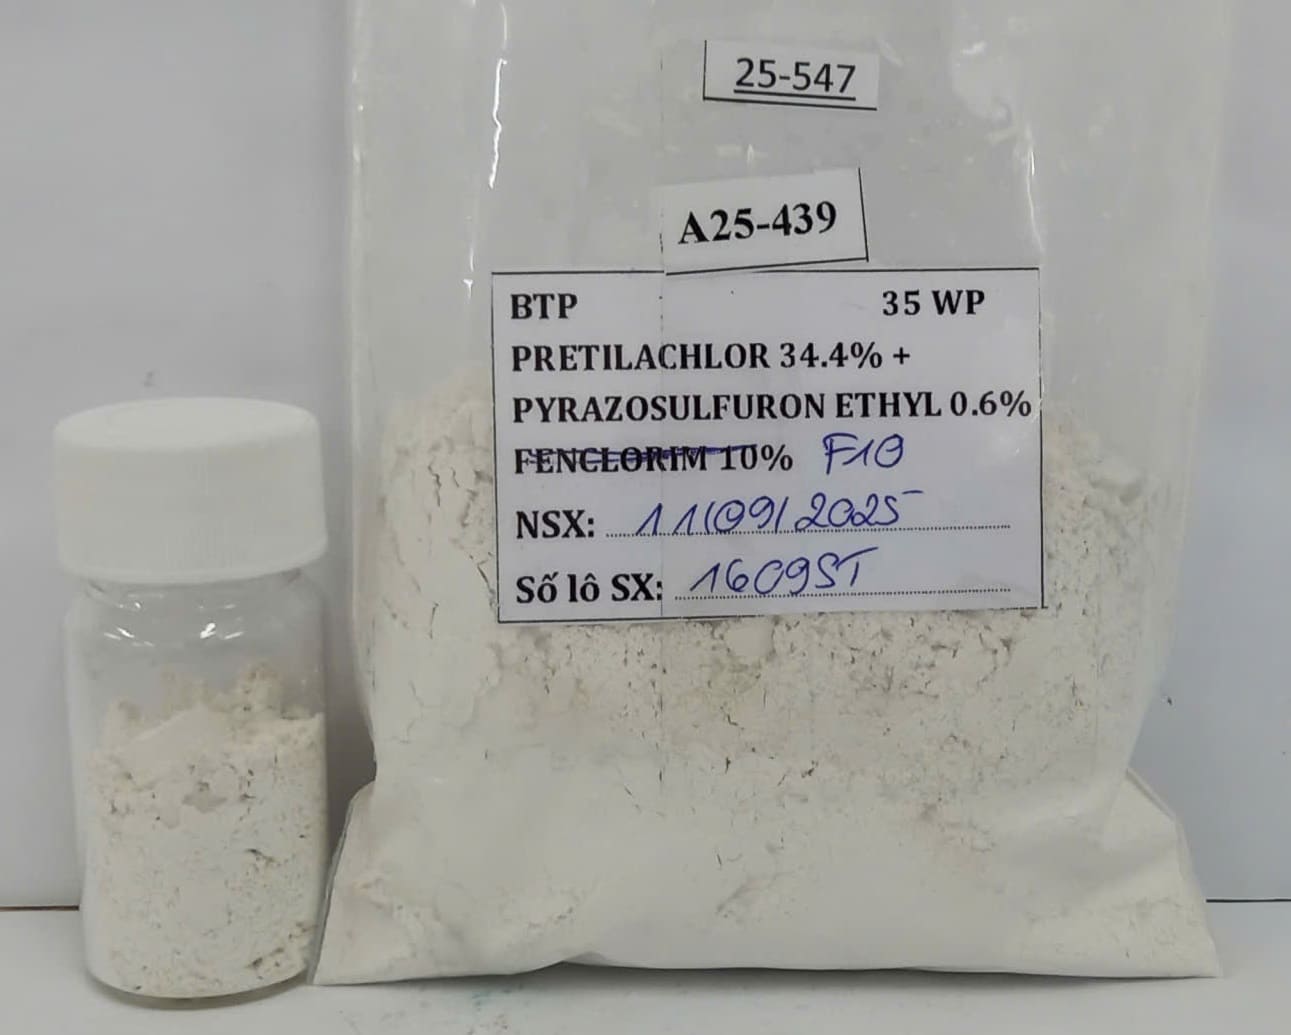 25-547
A25-439
BTP 35 WP
PRETILACHLOR 34.4% +
PYRAZOSULFURON ETHYL 0.6%
FENCLORIM 10% F10
NSX: 11/09/2025
Số lô SX: 1609ST